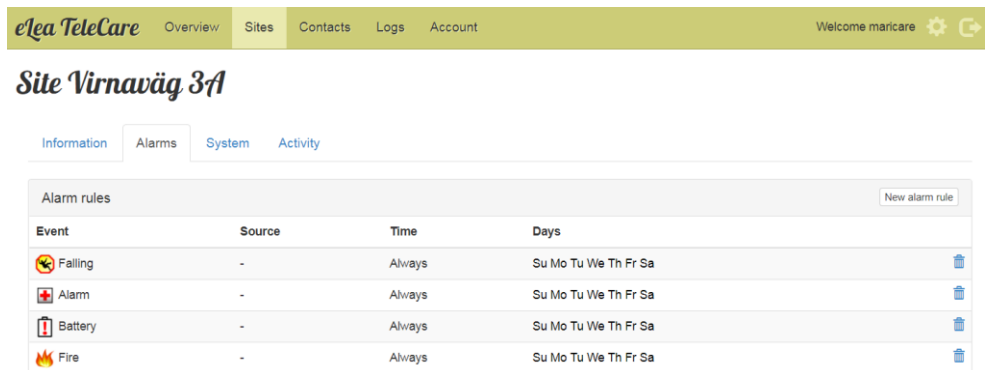 eLea TeleCare Overview Sites Contacts Logs Account Welcome maricare
Site Virnaväg 3A
Information Alarms System Activity
Alarm rules New alarm rule
Event Source Time Days
Falling - Always Su Mo Tu We Th Fr Sa
Alarm - Always Su Mo Tu We Th Fr Sa
Battery - Always Su Mo Tu We Th Fr Sa
Fire - Always Su Mo Tu We Th Fr Sa